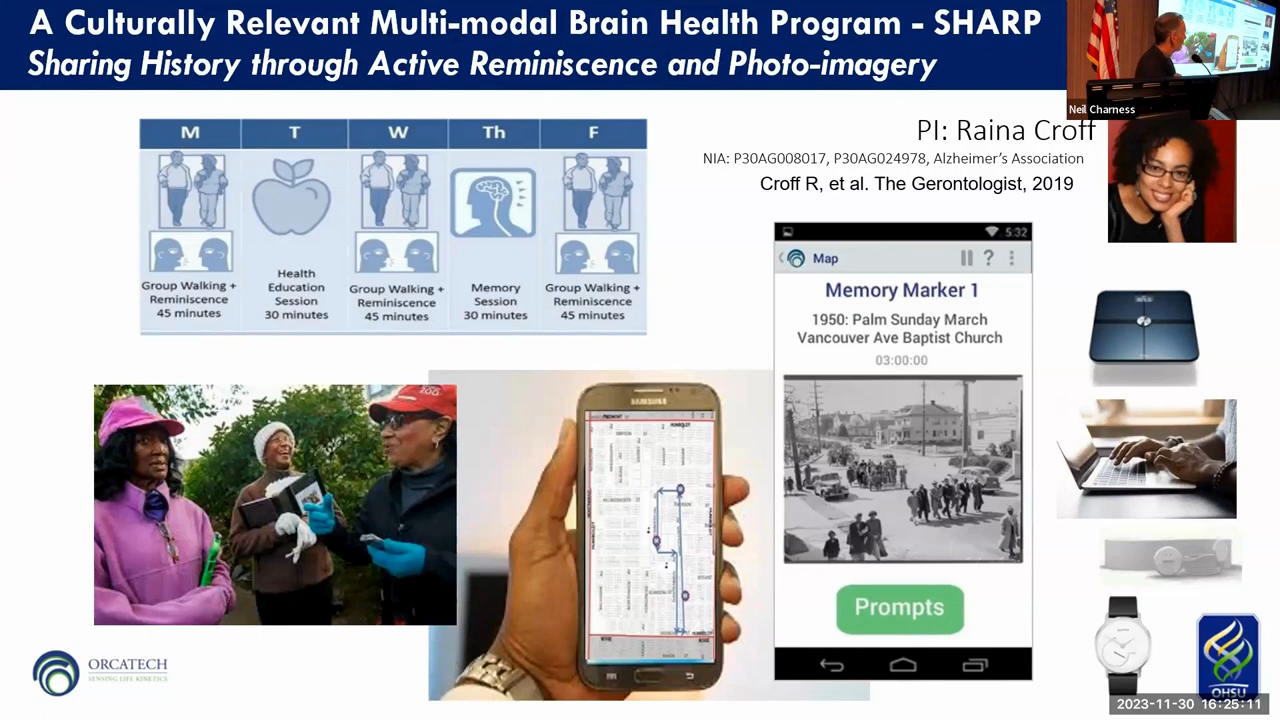 A Culturally Relevant Multi-modal Brain Health Program - SHARP
Sharing History through Active Reminiscence and Photo-imagery
Neil Charness
PI: Raina Croff
NIA: P30AG008017, P30AG024978, Alzheimer's Association
Croff R, et al. The Gerontologist, 2019
M T W Th F
Group Walking +
Reminiscence
45 minutes
Health
Education
Session
30 minutes
Group Walking +
Reminiscence
45 minutes
Memory
Session
30 minutes
Group Walking +
Reminiscence
45 minutes
5:32
Map
?
Memory Marker 1
1950: Palm Sunday March
Vancouver Ave Baptist Church
03:00:00
Prompts
SAMSUNG
HUMBOLDT
ORCATECH
SENSING LIFE KINETICS
OHSU
2023-11-30 16:25:11